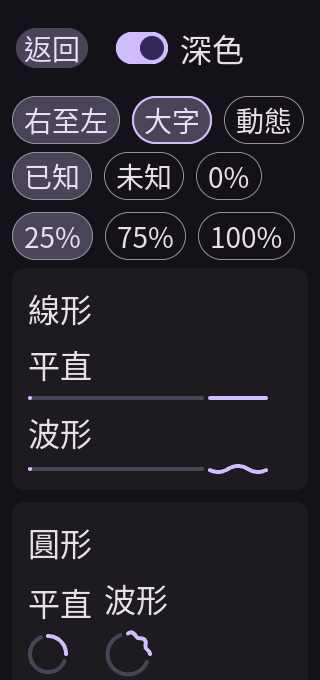 返回 深色
右至左 大字 動態
已知 未知 0%
25% 75% 100%
線形
平直
波形
圓形
平直 波形